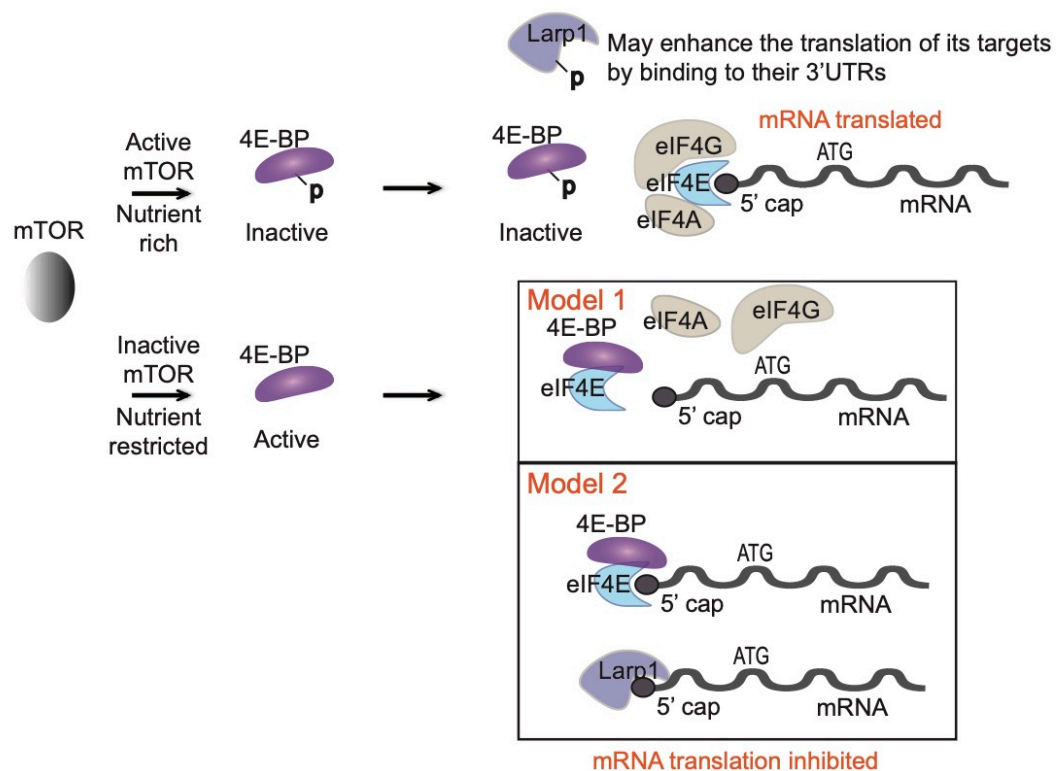 Larp1
p
May enhance the translation of its targets
by binding to their 3'UTRs
mTOR
Active
mTOR
Nutrient
rich
4E-BP
p
Inactive
4E-BP
p
Inactive
mRNA translated
eIF4G
eIF4E
eIF4A
5' cap
ATG
mRNA
Inactive
mTOR
Nutrient
restricted
4E-BP
Active
Model 1
4E-BP
eIF4E
eIF4A
eIF4G
5' cap
ATG
mRNA
Model 2
4E-BP
eIF4E
5' cap
ATG
mRNA
Larp1
5' cap
ATG
mRNA
mRNA translation inhibited